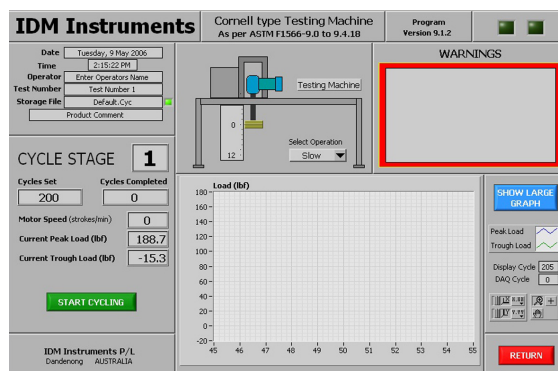 IDM Instruments
Cornell type Testing Machine
As per ASTM F1566-9.0 to 9.4.18
Program
Version 9.1.2
Date Tuesday, 9 May 2006
Time 2:15:22 PM
Operator Enter Operators Name
Test Number Test Number 1
Storage File Default.Cyc
Product Comment
Testing Machine
0
12
Select Operation
Slow
WARNINGS
CYCLE STAGE 1
Cycles Set Cycles Completed
200 0
Motor Speed (strokes/min) 0
Current Peak Load (lbf) 188.7
Current Trough Load (lbf) -15.3
START CYCLING
IDM Instruments P/L
Dandenong AUSTRALIA
Load (lbf)
180
160
140
120
100
80
60
40
20
0
-20
45 46 47 48 49 50 51 52 53 54 55
SHOW LARGE
GRAPH
Peak Load
Trough Load
Display Cycle 205
DAQ Cycle 0
RETURN